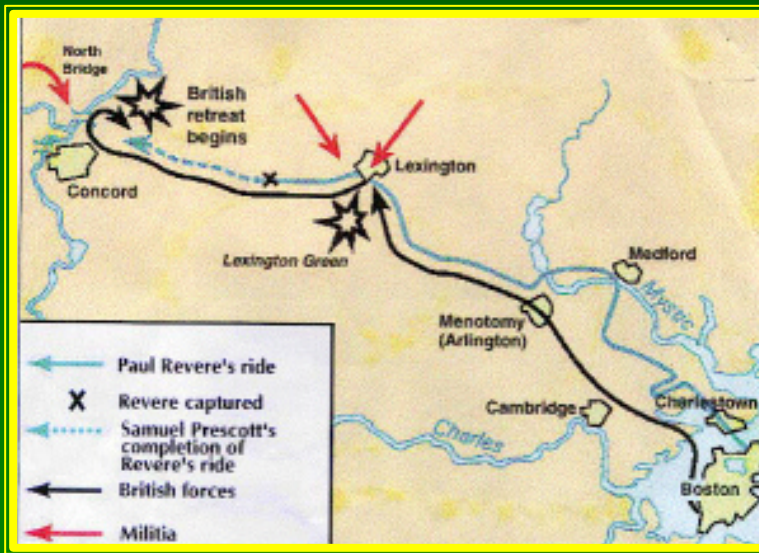 North
Bridge
British
retreat
begins
Concord
Lexington
Lexington Green
Medford
Mystic
Menotomy
(Arlington)
Cambridge
Charlestown
Charles
Boston
Paul Revere's ride
X Revere captured
Samuel Prescott's
completion of
Revere's ride
British forces
Militia